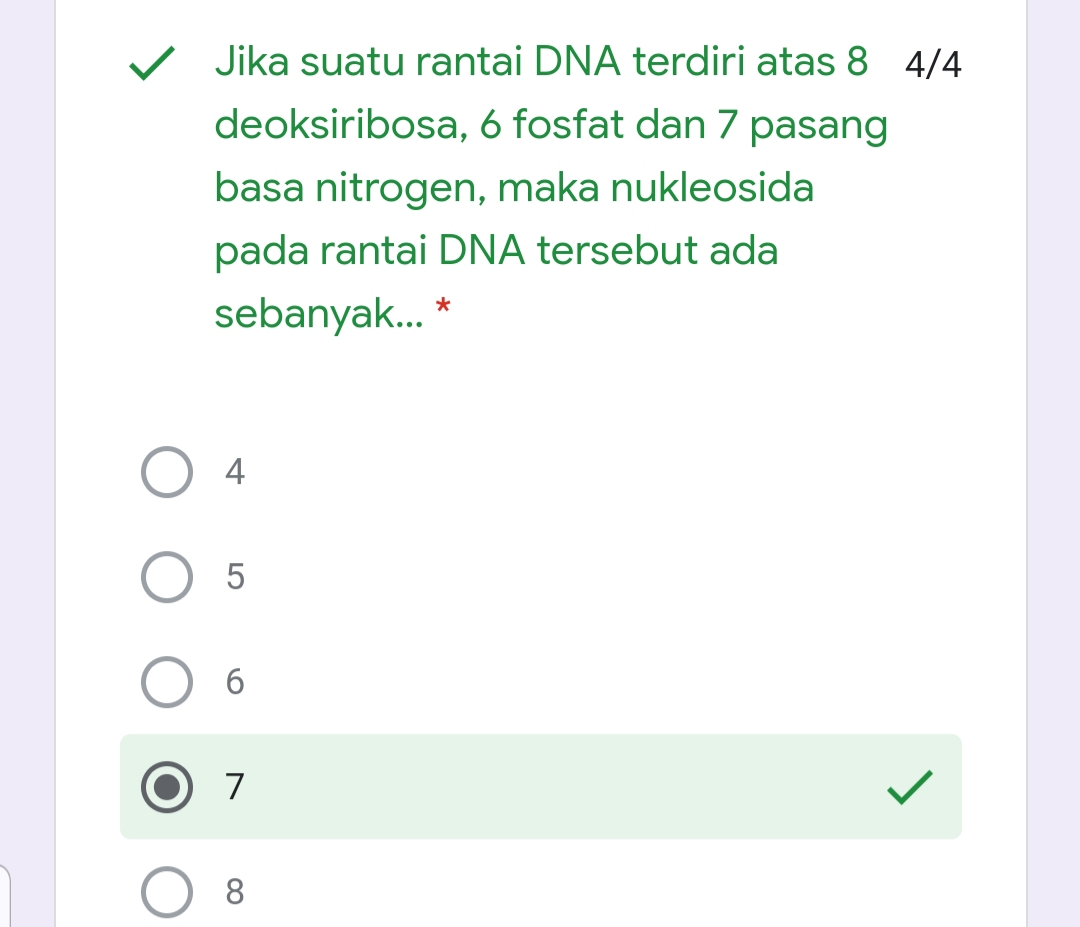 Jika suatu rantai DNA terdiri atas 8 4/4
deoksiribosa, 6 fosfat dan 7 pasang
basa nitrogen, maka nukleosida
pada rantai DNA tersebut ada
sebanyak... *
4
5
6
7
8